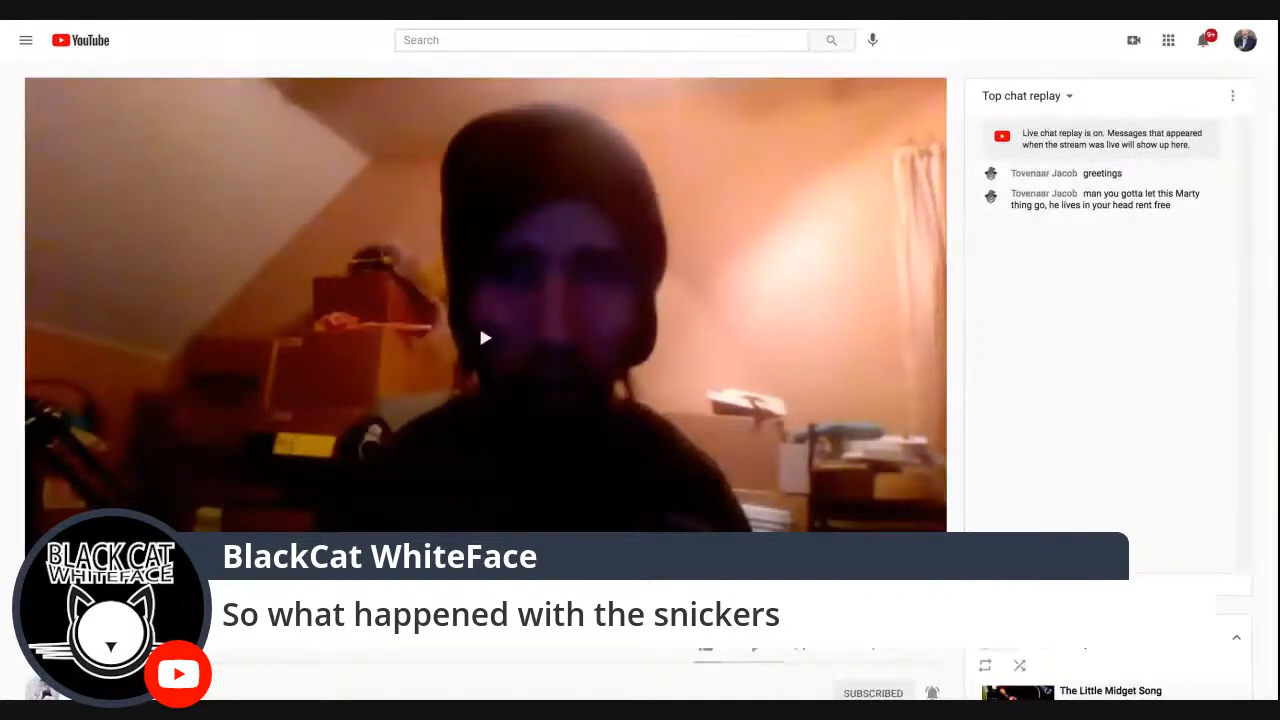 YouTube
Search
9+
Top chat replay
Live chat replay is on. Messages that appeared
when the stream was live will show up here.
Tovenaar Jacob greetings
Tovenaar Jacob man you gotta let this Marty
thing go, he lives in your head rent free
BLACK CAT
WHITEFACE
BlackCat WhiteFace
So what happened with the snickers
SUBSCRIBED
The Little Midget Song